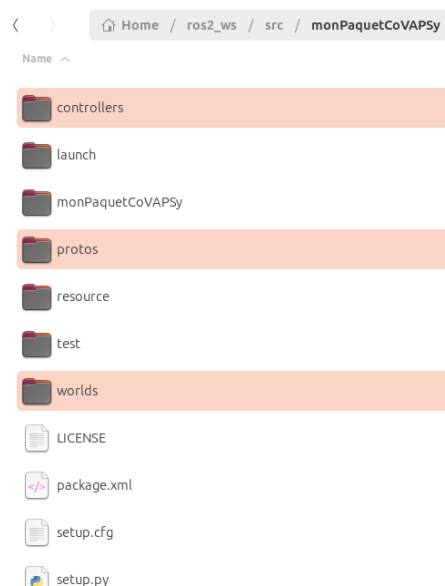 Home / ros2_ws / src / monPaquetCoVAPSy
Name
controllers
launch
monPaquetCoVAPSy
protos
resource
test
worlds
LICENSE
package.xml
setup.cfg
setup.py